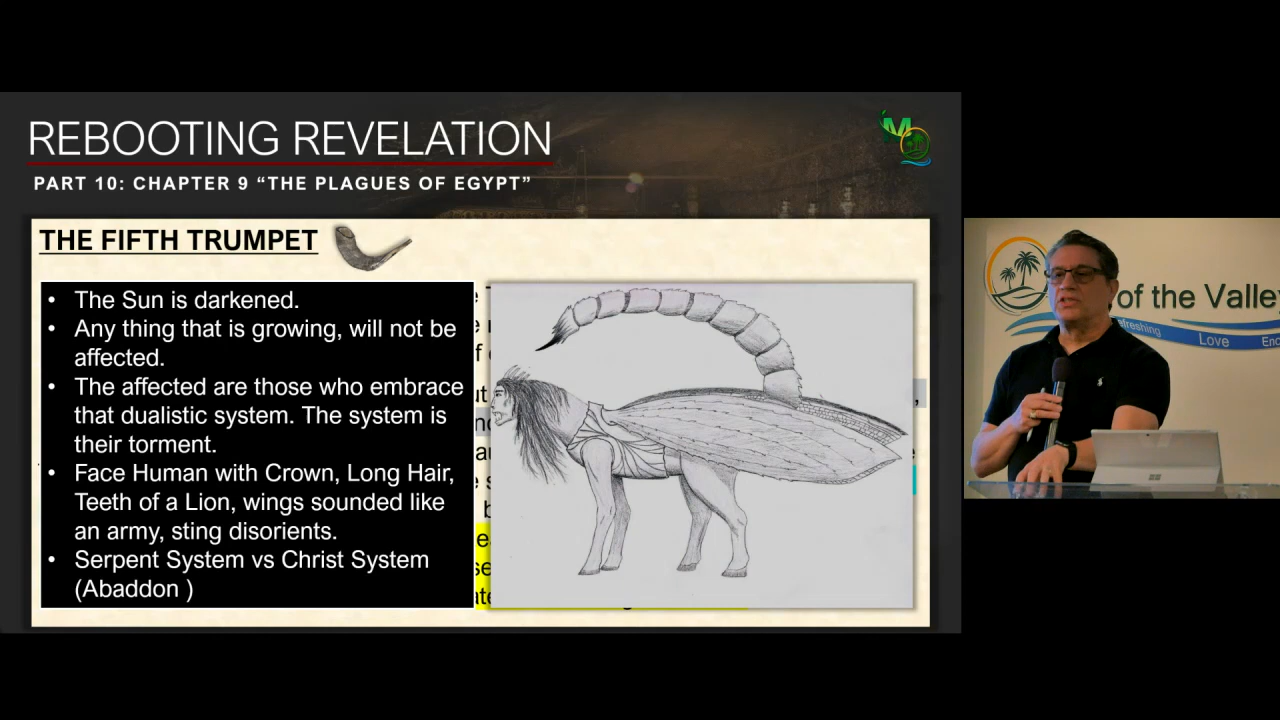 REBOOTING REVELATION
PART 10: CHAPTER 9 “THE PLAGUES OF EGYPT”
THE FIFTH TRUMPET
• The Sun is darkened.
• Any thing that is growing, will not be
affected.
• The affected are those who embrace
that dualistic system. The system is
their torment.
• Face Human with Crown, Long Hair,
Teeth of a Lion, wings sounded like
an army, sting disorients.
• Serpent System vs Christ System
(Abaddon )
of the Valley
Love